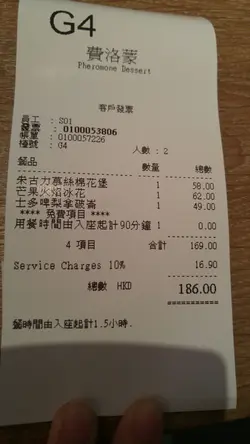 G4
費洛蒙
Pheromone Dessert
客戶發票
員工 : S01
發票 : 0100053806
帳單 : 0100057226
檯號 : G4
人數 : 2
餐品 數量 總數
朱古力慕絲棉花堡 1 58.00
芒果火焰冰花 1 62.00
士多啤梨拿破崙 1 49.00
**** 免費項目 ****
用餐時間由入座起計90分鐘 1 0.00
4 項目 合計 169.00
Service Charges 10% 16.90
總數 HKD 186.00
餐時間由入座起計1.5小時.